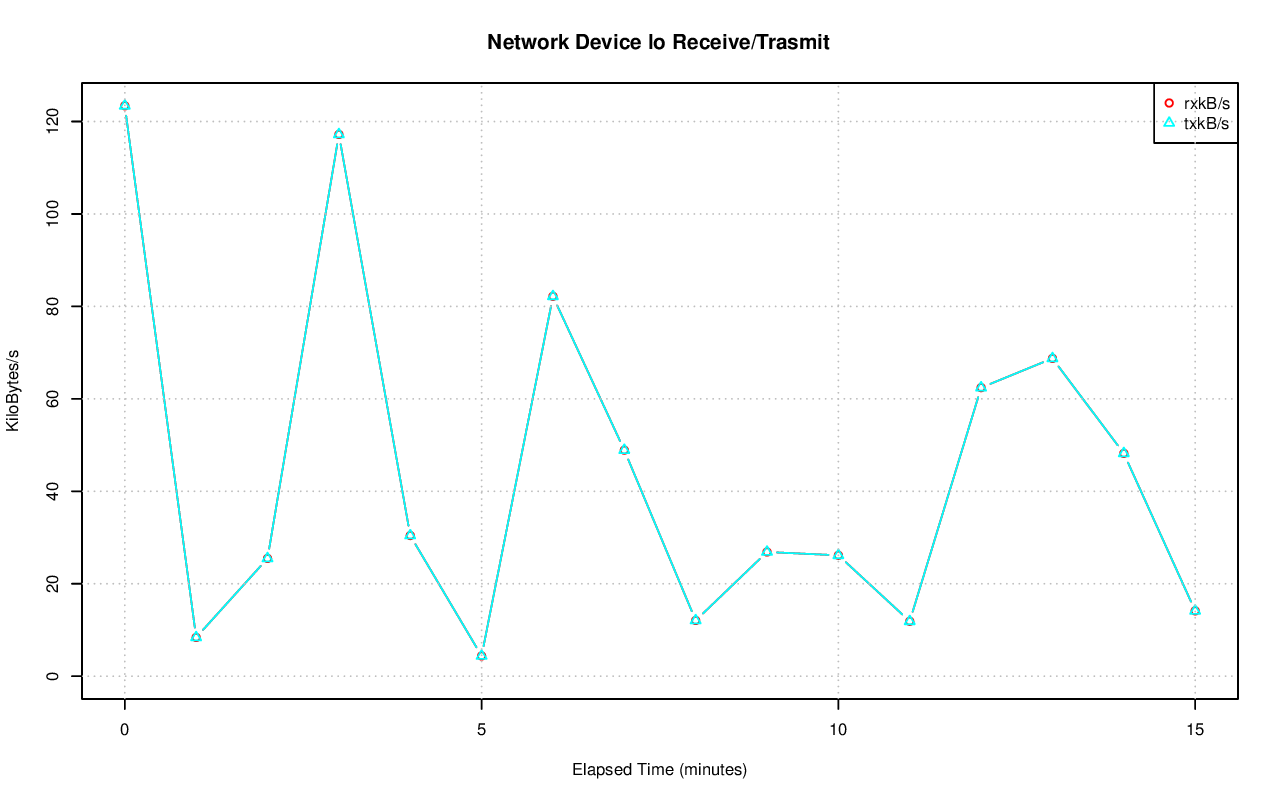 Network Device lo Receive/Trasmit
rxkB/s
txkB/s
KiloBytes/s
120
100
80
60
40
20
0
0 5 10 15
Elapsed Time (minutes)